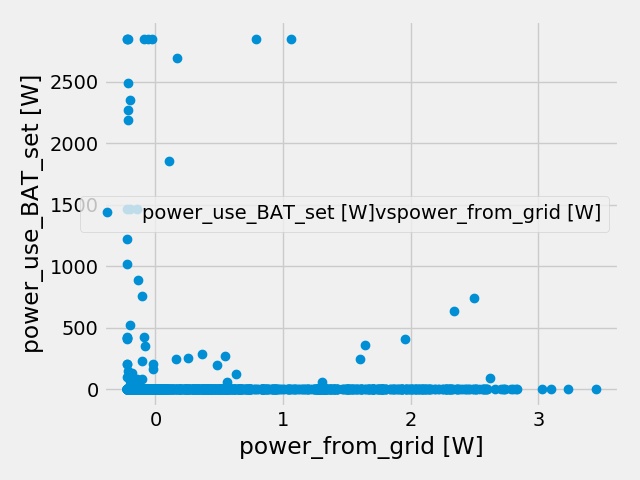 power_use_BAT_set [W]
2500
2000
1500
1000
500
0
power_use_BAT_set [W]vspower_from_grid [W]
0 1 2 3
power_from_grid [W]